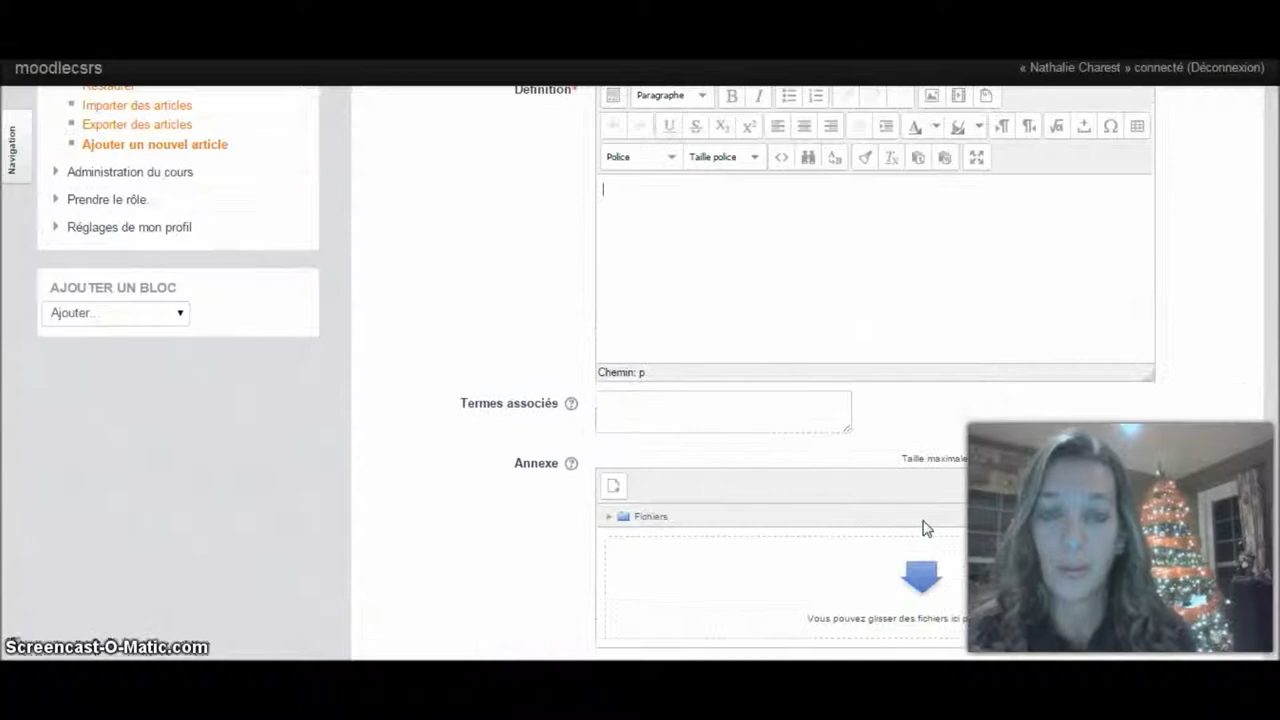 moodlecsrs
« Nathalie Charest » connecté (Déconnexion)
Restaurer
Importer des articles
Exporter des articles
Ajouter un nouvel article
Administration du cours
Prendre le rôle.
Réglages de mon profil
Navigation
AJOUTER UN BLOC
Ajouter...
Définition*
Paragraphe
Police
Taille police
Chemin: p
Termes associés
Annexe
Taille maximale
Fichiers
Vous pouvez glisser des fichiers ici
Screencast-O-Matic.com